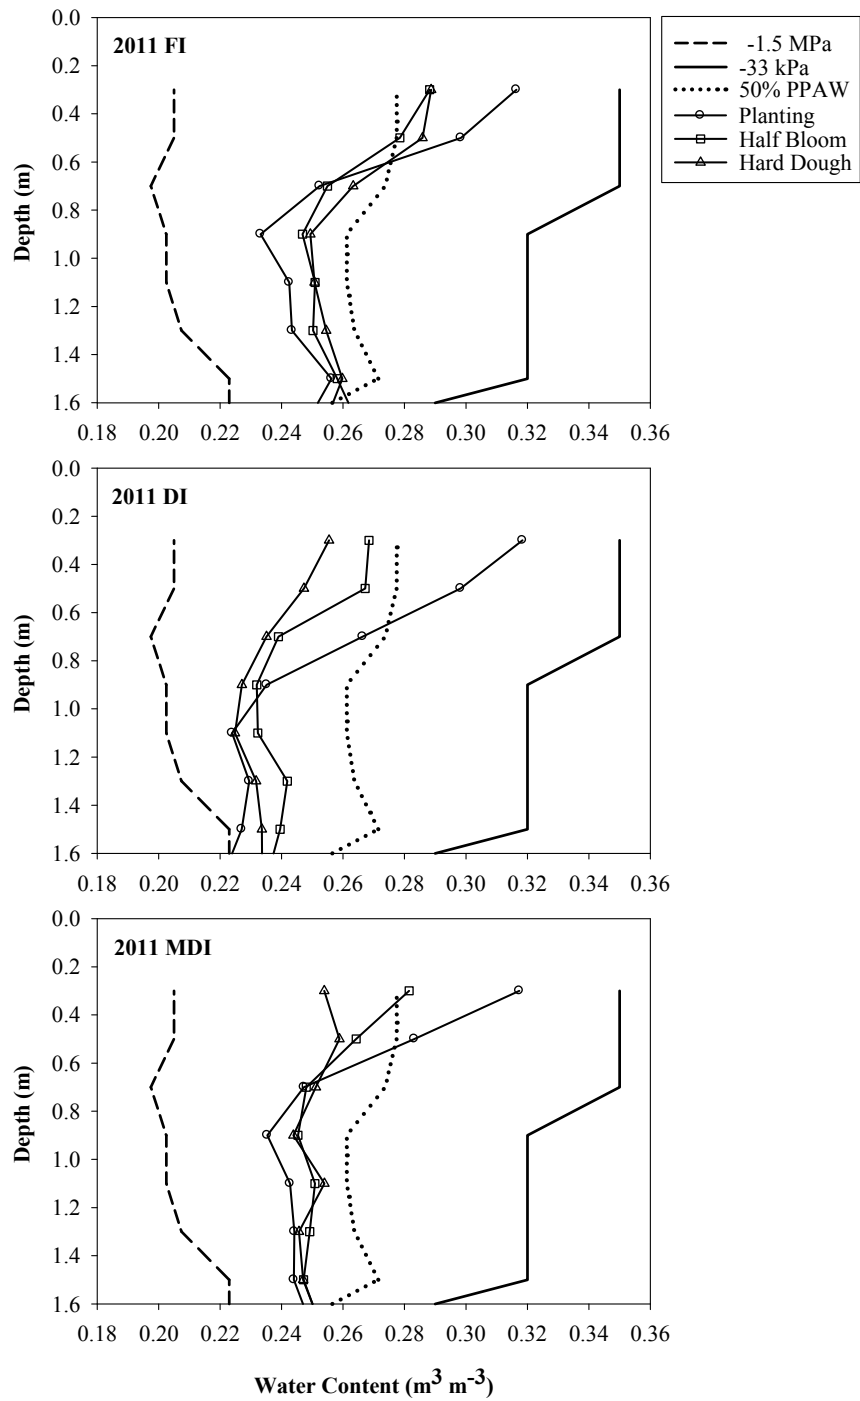 2011 FI
0.0
0.2
0.4
0.6
0.8
1.0
1.2
1.4
1.6
Depth (m)
0.18 0.20 0.22 0.24 0.26 0.28 0.30 0.32 0.34 0.36
-1.5 MPa
-33 kPa
50% PPAW
Planting
Half Bloom
Hard Dough
2011 DI
0.0
0.2
0.4
0.6
0.8
1.0
1.2
1.4
1.6
Depth (m)
0.18 0.20 0.22 0.24 0.26 0.28 0.30 0.32 0.34 0.36
2011 MDI
0.0
0.2
0.4
0.6
0.8
1.0
1.2
1.4
1.6
Depth (m)
0.18 0.20 0.22 0.24 0.26 0.28 0.30 0.32 0.34 0.36
Water Content (m³ m⁻³)